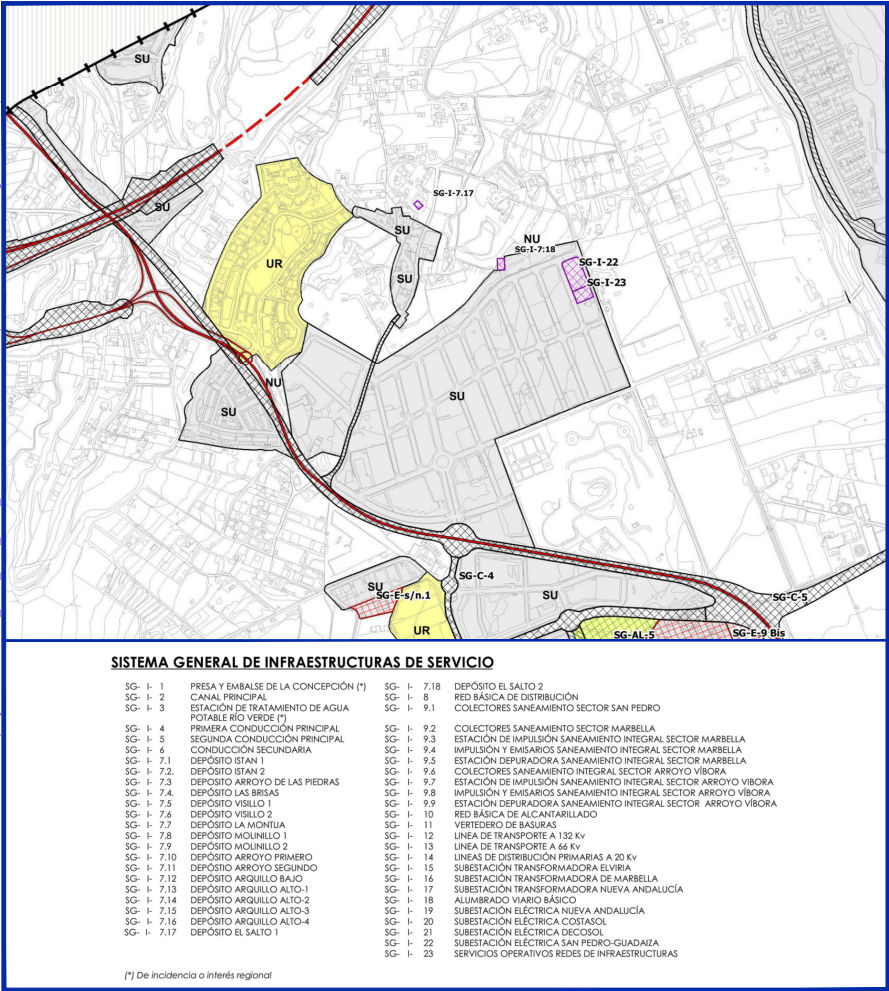 SU
SU
SG-I-7.17
SU
NU
SG-I-7.18
UR
SG-I-22
SU
SG-I-23
NU
SU
SU
SG-C-4
SU
SG-E-s/n.1
SU
SG-C-5
UR
SG-AL-5
SG-E-9 Bis
SISTEMA GENERAL DE INFRAESTRUCTURAS DE SERVICIO
SG- I- 1 PRESA Y EMBALSE DE LA CONCEPCIÓN (*)
SG- I- 2 CANAL PRINCIPAL
SG- I- 3 ESTACIÓN DE TRATAMIENTO DE AGUA
POTABLE RÍO VERDE (*)
SG- I- 4 PRIMERA CONDUCCIÓN PRINCIPAL
SG- I- 5 SEGUNDA CONDUCCIÓN PRINCIPAL
SG- I- 6 CONDUCCIÓN SECUNDARIA
SG- I- 7.1 DEPÓSITO ISTAN 1
SG- I- 7.2. DEPÓSITO ISTAN 2
SG- I- 7.3 DEPOSITO ARROYO DE LAS PIEDRAS
SG- I- 7.4. DEPÓSITO LAS BRISAS
SG- I- 7.5 DEPÓSITO VISILLO 1
SG- I- 7.6 DEPÓSITO VISILLO 2
SG- I- 7.7 DEPÓSITO LA MONTUA
SG- I- 7.8 DEPÓSITO MOLINILLO 1
SG- I- 7.9 DEPÓSITO MOLINILLO 2
SG- I- 7.10 DEPÓSITO ARROYO PRIMERO
SG- I- 7.11 DEPÓSITO ARROYO SEGUNDO
SG- I- 7.12 DEPÓSITO ARQUILLO BAJO
SG- I- 7.13 DEPÓSITO ARQUILLO ALTO-1
SG- I- 7.14 DEPÓSITO ARQUILLO ALTO-2
SG- I- 7.15 DEPÓSITO ARQUILLO ALTO-3
SG- I- 7.16 DEPÓSITO ARQUILLO ALTO-4
SG- I- 7.17 DEPÓSITO EL SALTO 1
SG- I- 7.18 DEPÓSITO EL SALTO 2
SG- I- 8 RED BÁSICA DE DISTRIBUCIÓN
SG- I- 9.1 COLECTORES SANEAMIENTO SECTOR SAN PEDRO
SG- I- 9.2 COLECTORES SANEAMIENTO SECTOR MARBELLA
SG- I- 9.3 ESTACIÓN DE IMPULSIÓN SANEAMIENTO INTEGRAL SECTOR MARBELLA
SG- I- 9.4 IMPULSIÓN Y EMISARIOS SANEAMIENTO INTEGRAL SECTOR MARBELLA
SG- I- 9.5 ESTACIÓN DEPURADORA SANEAMIENTO INTEGRAL SECTOR MARBELLA
SG- I- 9.6 COLECTORES SANEAMIENTO INTEGRAL SECTOR ARROYO VÍBORA
SG- I- 9.7 ESTACIÓN DE IMPULSIÓN SANEAMIENTO INTEGRAL SECTOR ARROYO VIBORA
SG- I- 9.8 IMPULSIÓN Y EMISARIOS SANEAMIENTO INTEGRAL SECTOR ARROYO VÍBORA
SG- I- 9.9 ESTACIÓN DEPURADORA SANEAMIENTO INTEGRAL SECTOR ARROYO VÍBORA
SG- I- 10 RED BÁSICA DE ALCANTARILLADO
SG- I- 11 VERTEDERO DE BASURAS
SG- I- 12 LINEA DE TRANSPORTE A 132 Kv
SG- I- 13 LINEA DE TRANSPORTE A 66 Kv
SG- I- 14 LINEAS DE DISTRIBUCIÓN PRIMARIAS A 20 Kv
SG- I- 15 SUBESTACIÓN TRANSFORMADORA ELVIRIA
SG- I- 16 SUBESTACIÓN TRANSFORMADORA DE MARBELLA
SG- I- 17 SUBESTACIÓN TRANSFORMADORA NUEVA ANDALUCÍA
SG- I- 18 ALUMBRADO VIARIO BÁSICO
SG- I- 19 SUBESTACIÓN ELÉCTRICA NUEVA ANDALUCÍA
SG- I- 20 SUBESTACIÓN ELÉCTRICA COSTASOL
SG- I- 21 SUBESTACIÓN ELÉCTRICA DECOSOL
SG- I- 22 SUBESTACIÓN ELÉCTRICA SAN PEDRO-GUADAIZA
SG- I- 23 SERVICIOS OPERATIVOS REDES DE INFRAESTRUCTURAS
(*) De incidencia o interés regional